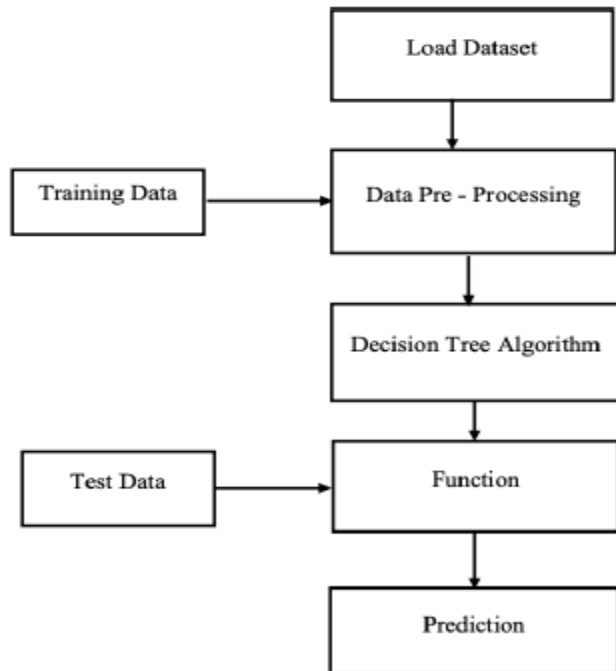 Load Dataset
Training Data
Data Pre - Processing
Decision Tree Algorithm
Test Data
Function
Prediction